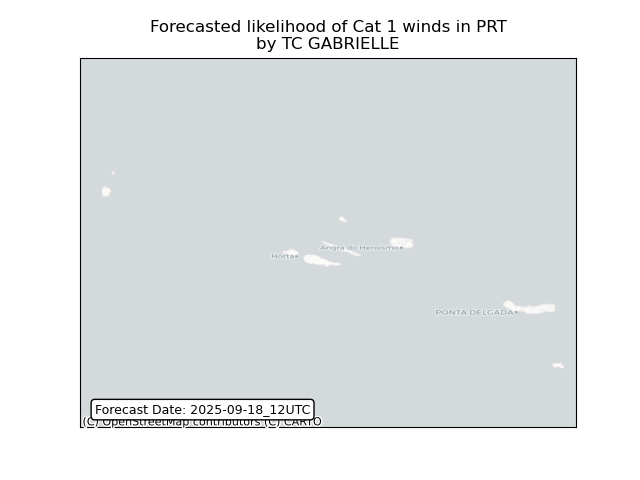 Forecasted likelihood of Cat 1 winds in PRT
by TC GABRIELLE
Angra do Heroísmo
Horta
PONTA DELGADA
Forecast Date: 2025-09-18_12UTC
(C) OpenStreetMap contributors (C) CARTO